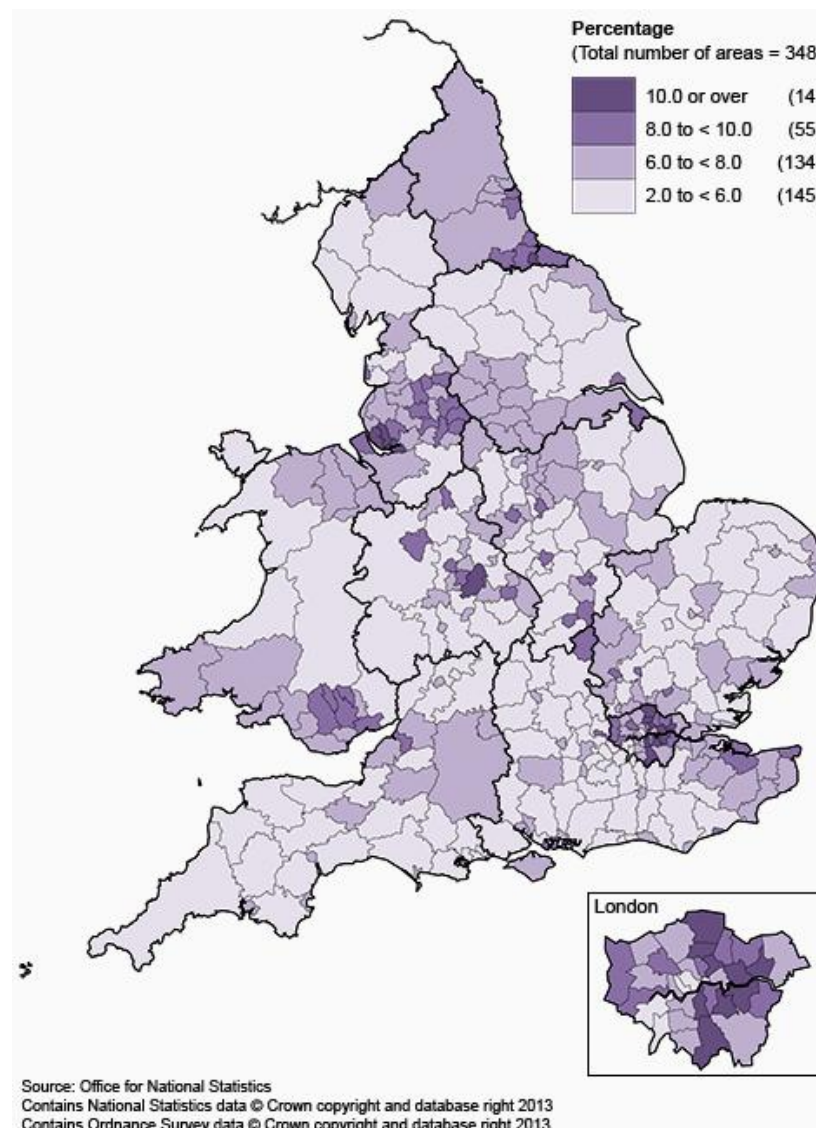 Percentage
(Total number of areas = 348
10.0 or over (14
8.0 to < 10.0 (55
6.0 to < 8.0 (134
2.0 to < 6.0 (145
London
Source: Office for National Statistics
Contains National Statistics data © Crown copyright and database right 2013
Contains Ordnance Survey data © Crown copyright and database right 2013